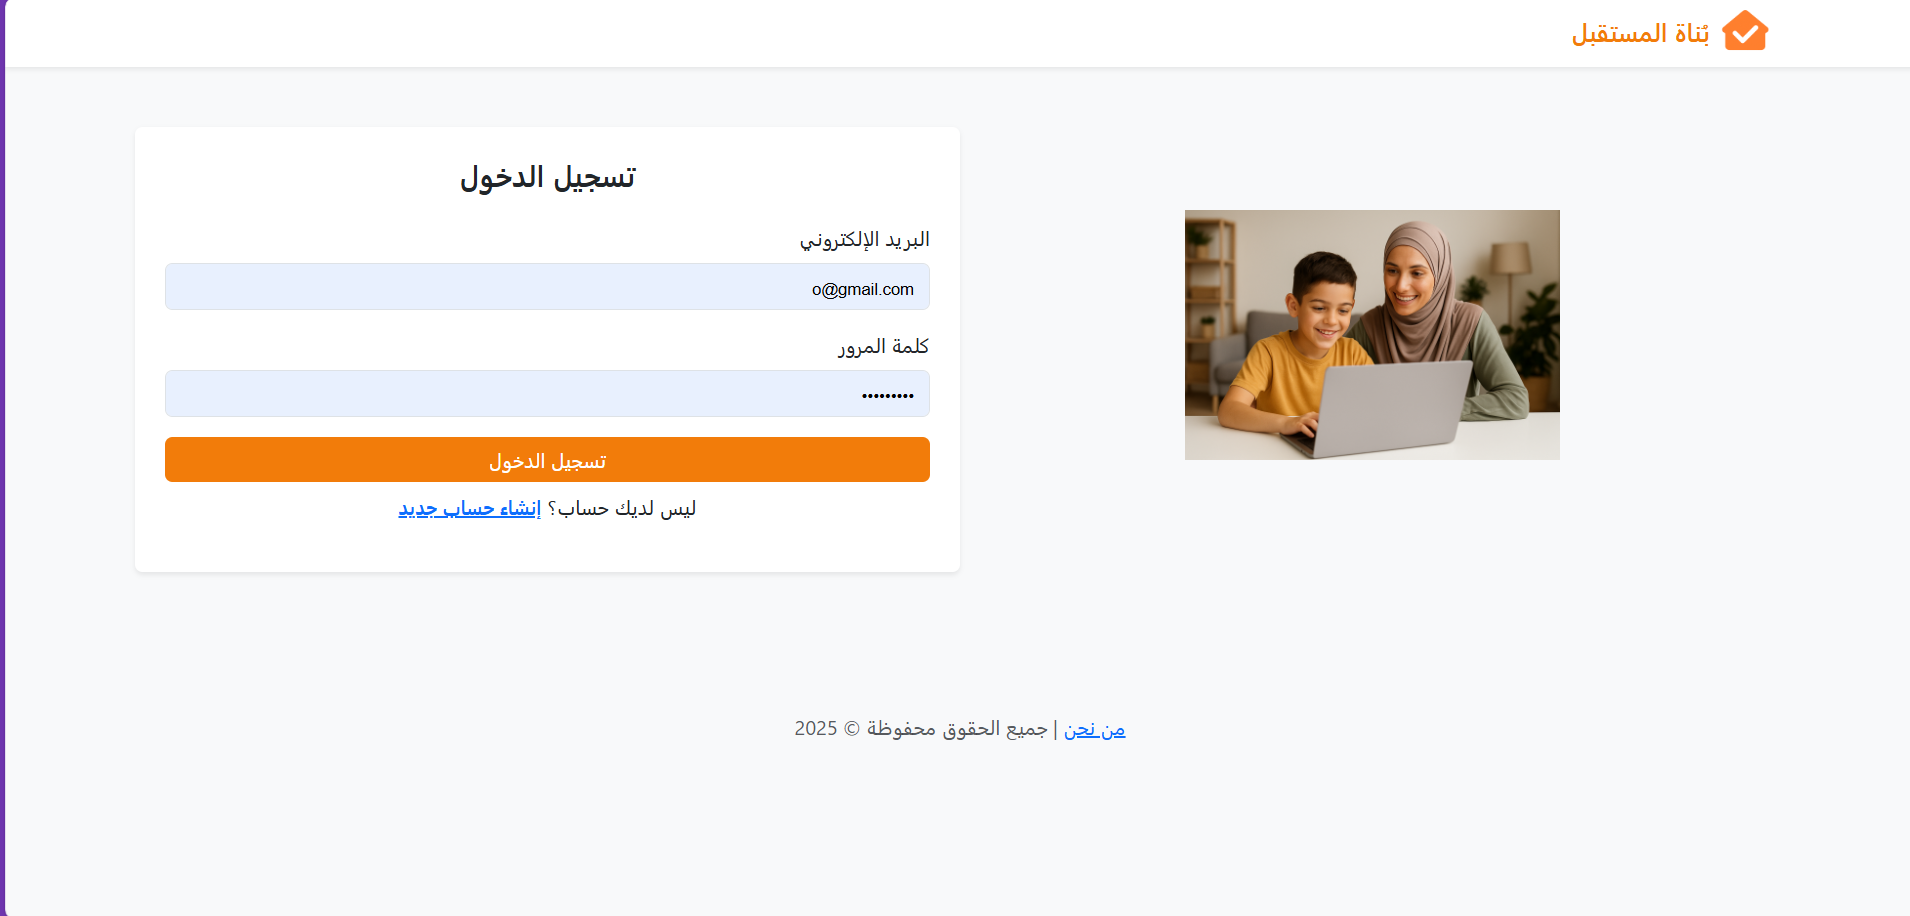 بُناة المستقبل
تسجيل الدخول
البريد الإلكتروني
o@gmail.com
كلمة المرور
•••••••••
تسجيل الدخول
ليس لديك حساب؟ إنشاء حساب جديد
من نحن | جميع الحقوق محفوظة © 2025